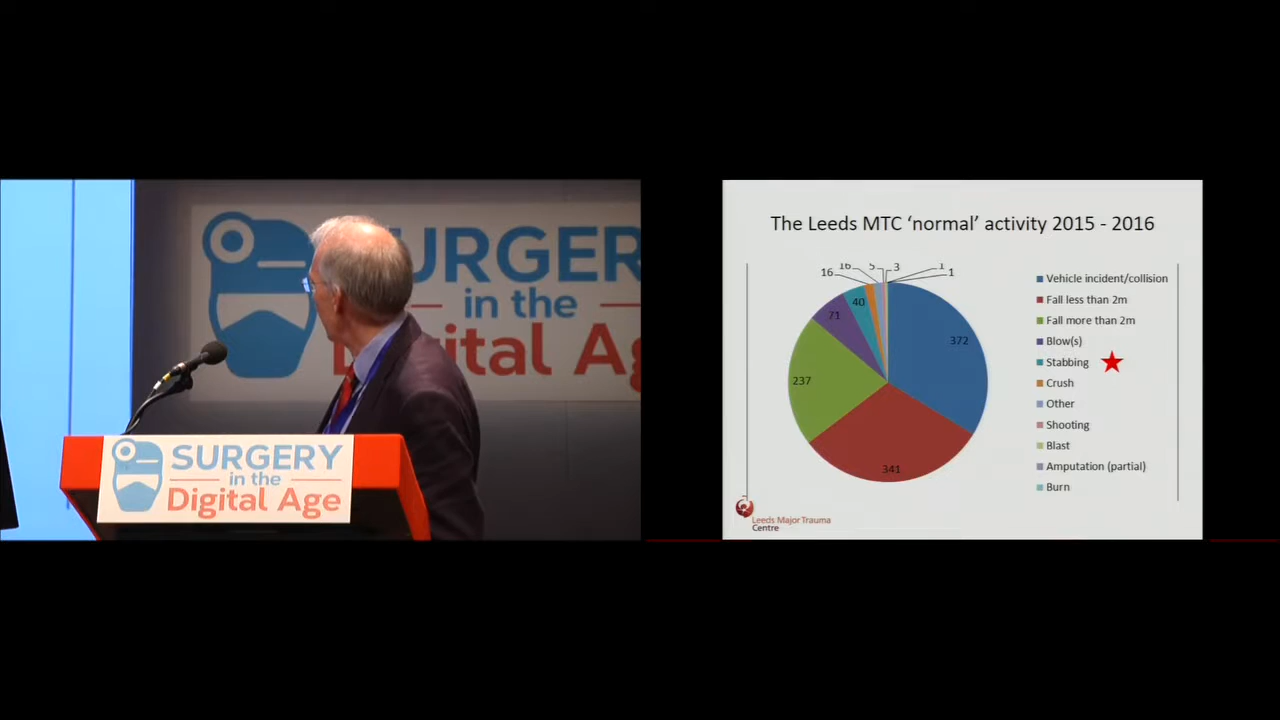 SURGERY
in the
Digital Age
SURGERY
in the
Digital Age
The Leeds MTC ‘normal’ activity 2015 - 2016
16
16
5
3
1
1
40
71
372
237
341
Vehicle incident/collision
Fall less than 2m
Fall more than 2m
Blow(s)
Stabbing
Crush
Other
Shooting
Blast
Amputation (partial)
Burn
Leeds Major Trauma
Centre